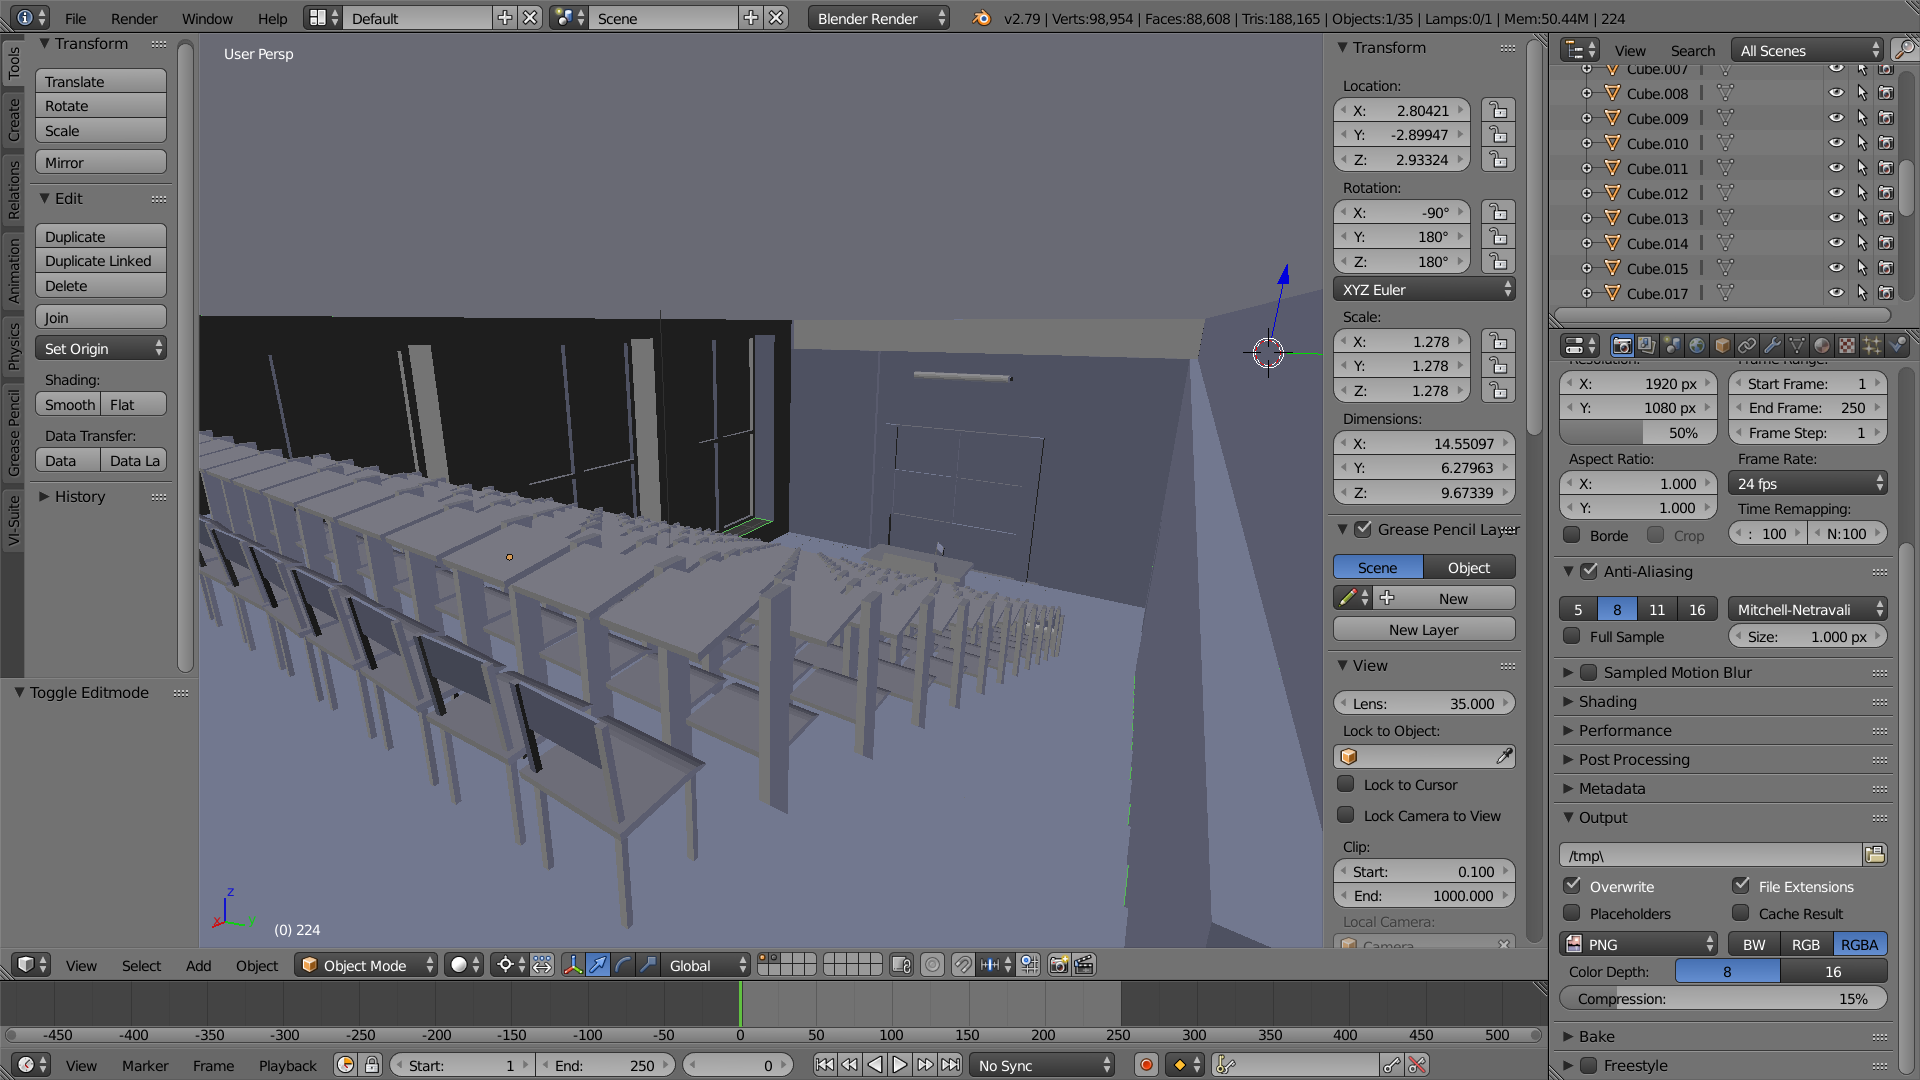 File Render Window Help Default Scene Blender Render v2.79 | Verts:98,954 | Faces:88,608 | Tris:188,165 | Objects:1/35 | Lamps:0/1 | Mem:50.44M | 224
Tools
Create
Relations
Animation
Physics
Grease Pencil
VI-Suite
Transform
Translate
Rotate
Scale
Mirror
Edit
Duplicate
Duplicate Linked
Delete
Join
Set Origin
Shading:
Smooth Flat
Data Transfer:
Data Data La
History
Toggle Editmode
User Persp
z
x
y
(0) 224
Transform
Location:
X: 2.80421
Y: -2.89947
Z: 2.93324
Rotation:
X: -90°
Y: 180°
Z: 180°
XYZ Euler
Scale:
X: 1.278
Y: 1.278
Z: 1.278
Dimensions:
X: 14.55097
Y: 6.27963
Z: 9.67339
Grease Pencil Layer
Scene Object
New
New Layer
View
Lens: 35.000
Lock to Object:
Lock to Cursor
Lock Camera to View
Clip:
Start: 0.100
End: 1000.000
Local Camera:
Camera
View Search All Scenes
Cube.007
Cube.008
Cube.009
Cube.010
Cube.011
Cube.012
Cube.013
Cube.014
Cube.015
Cube.017
Resolution: Frame Range:
X: 1920 px Start Frame: 1
Y: 1080 px End Frame: 250
50% Frame Step: 1
Aspect Ratio: Frame Rate:
X: 1.000 24 fps
Y: 1.000 Time Remapping:
Borde Crop : 100 N:100
Anti-Aliasing
5 8 11 16 Mitchell-Netravali
Full Sample Size: 1.000 px
Sampled Motion Blur
Shading
Performance
Post Processing
Metadata
Output
/tmp\
Overwrite File Extensions
Placeholders Cache Result
PNG BW RGB RGBA
Color Depth: 8 16
Compression: 15%
Bake
Freestyle
View Select Add Object Object Mode Global
-450 -400 -350 -300 -250 -200 -150 -100 -50 0 50 100 150 200 250 300 350 400 450 500
View Marker Frame Playback Start: 1 End: 250 0 No Sync